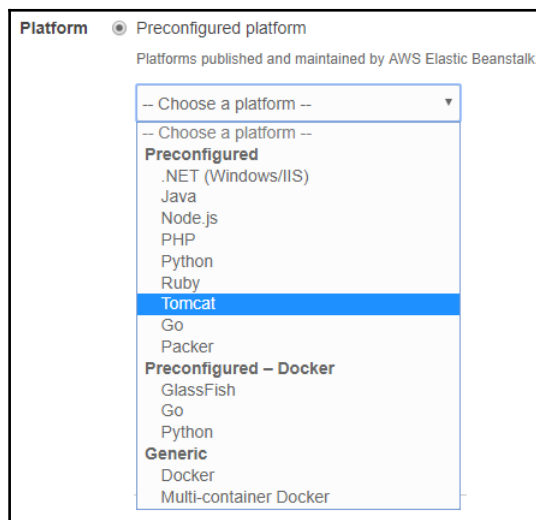 Platform Preconfigured platform
Platforms published and maintained by AWS Elastic Beanstalk.
-- Choose a platform --
-- Choose a platform --
Preconfigured
.NET (Windows/IIS)
Java
Node.js
PHP
Python
Ruby
Tomcat
Go
Packer
Preconfigured – Docker
GlassFish
Go
Python
Generic
Docker
Multi-container Docker